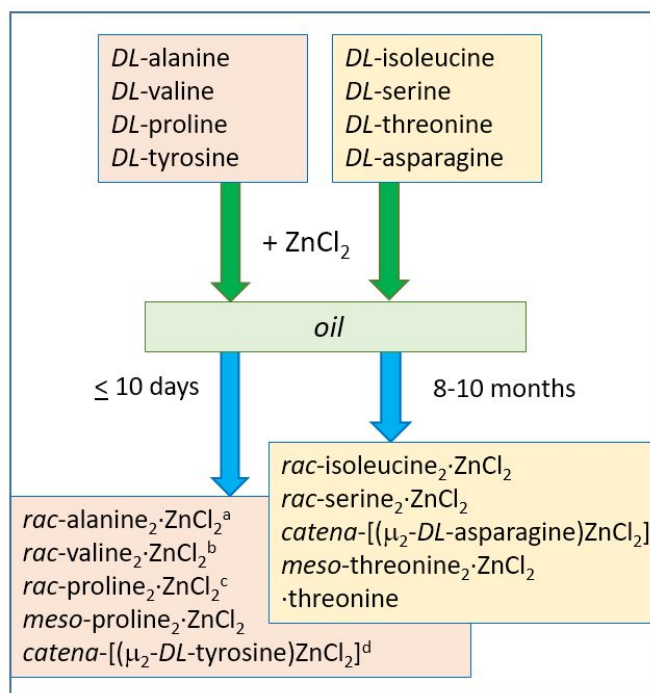 DL-alanine
DL-valine
DL-proline
DL-tyrosine
DL-isoleucine
DL-serine
DL-threonine
DL-asparagine
+ ZnCl₂
oil
≤ 10 days
8-10 months
rac-isoleucine₂·ZnCl₂
rac-serine₂·ZnCl₂
catena-[(μ₂-DL-asparagine)ZnCl₂]
meso-threonine₂·ZnCl₂
·threonine
rac-alanine₂·ZnCl₂ᵃ
rac-valine₂·ZnCl₂ᵇ
rac-proline₂·ZnCl₂ᶜ
meso-proline₂·ZnCl₂
catena-[(μ₂-DL-tyrosine)ZnCl₂]ᵈ